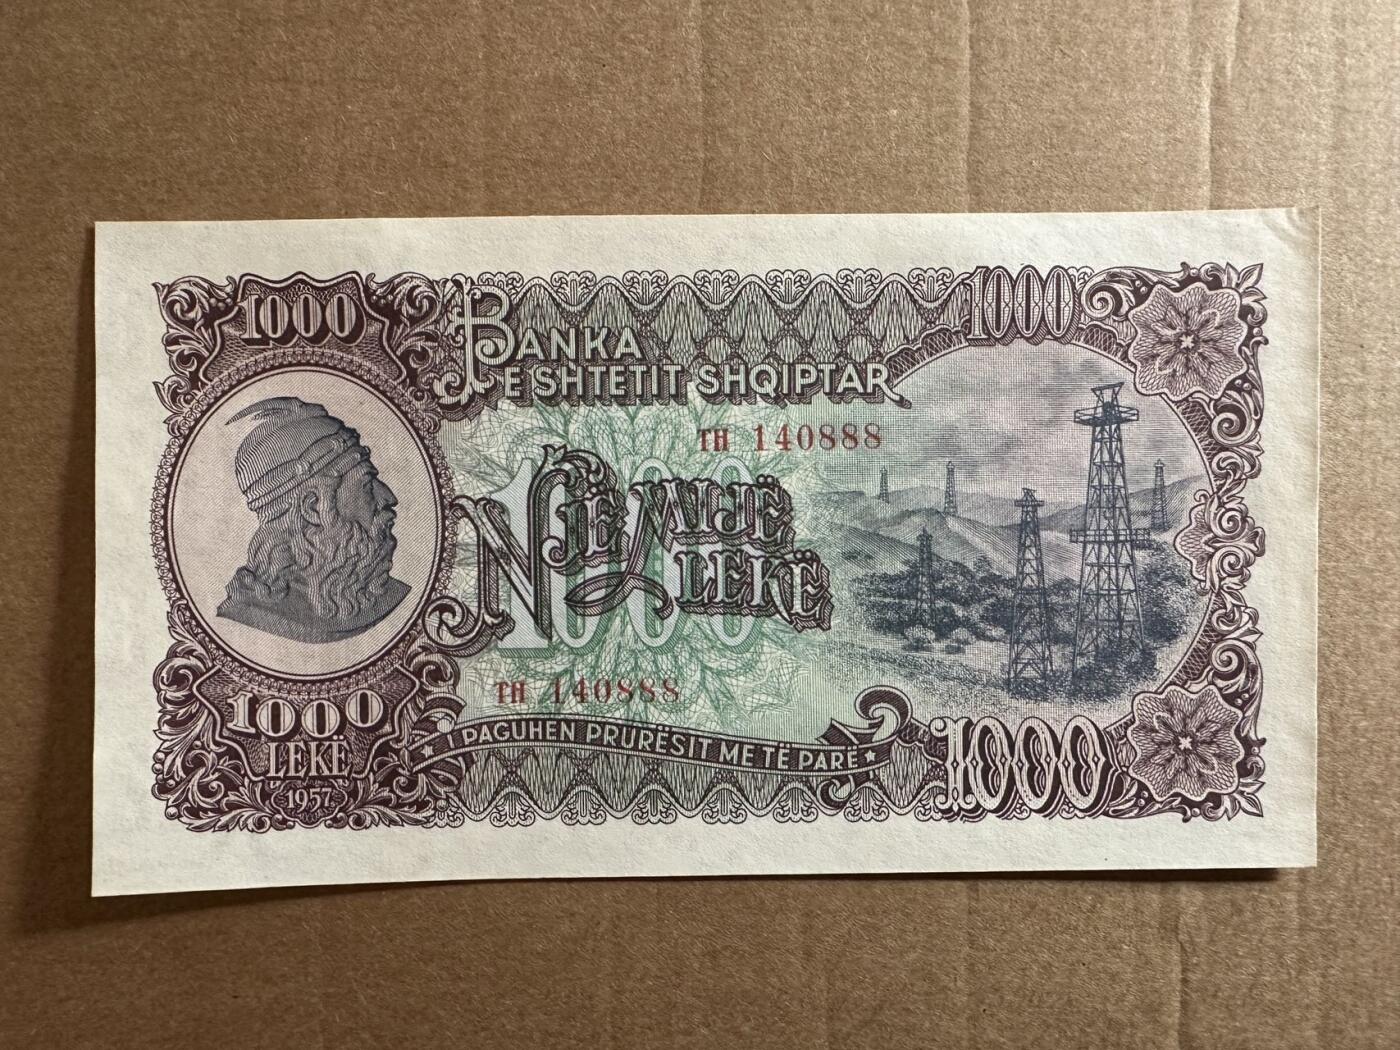 1000
1000
BANKA
E SHTETIT SHQIPTAR
TH 140888
1000
NJË MIJË
LEKË
TH 140888
I PAGUHEN PRURËSIT ME TË PARË
1000
LEKË
1957
1000